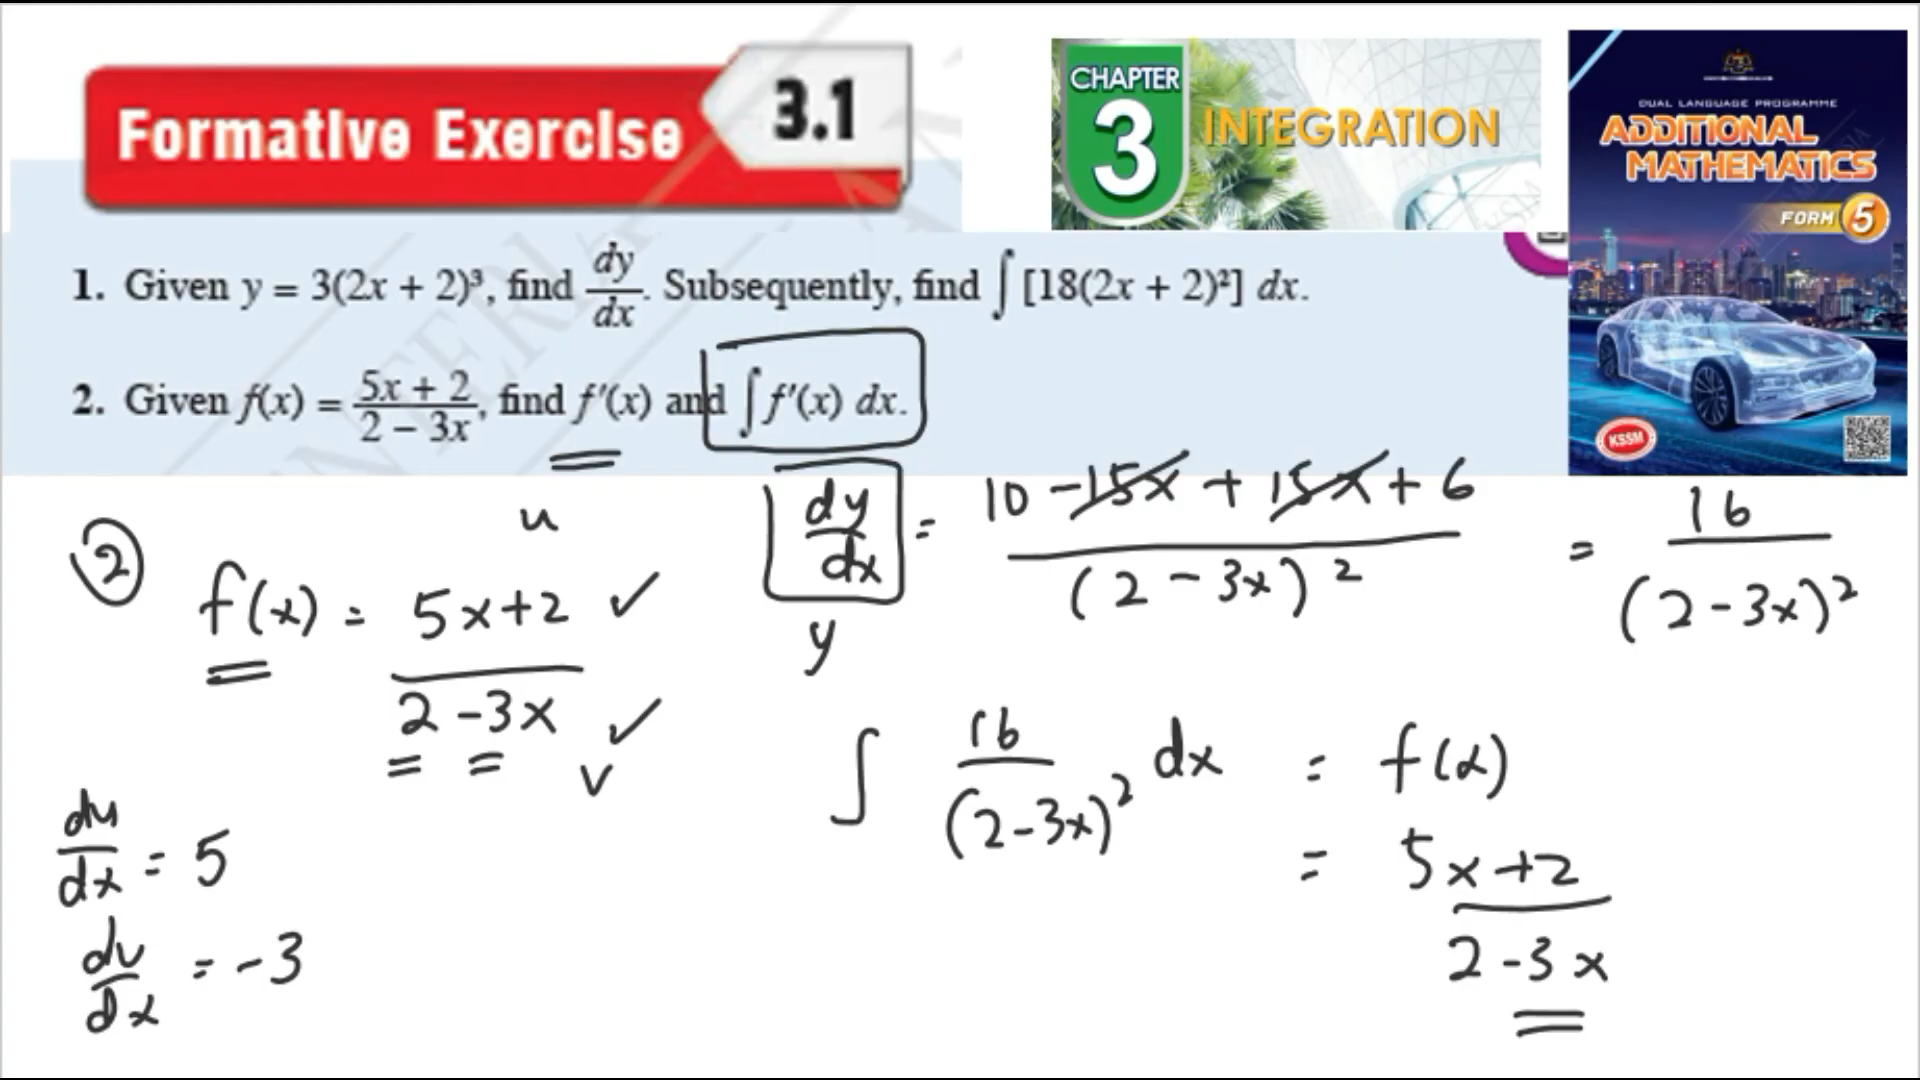 Formative Exercise 3.1
CHAPTER 3
INTEGRATION
DUAL LANGUAGE PROGRAMME
ADDITIONAL
MATHEMATICS
FORM 5
KSSM
1. Given y = 3(2x + 2)³, find dy/dx. Subsequently, find ∫ [18(2x + 2)²] dx.
2. Given f(x) = (5x + 2)/(2 – 3x), find f′(x) and ∫ f′(x) dx.
②
u
f(x) = (5x+2)/(2-3x) ✓ ✓
v
du/dx = 5
dv/dx = -3
dy/dx = (10 - 15x + 15x + 6)/(2 - 3x)² = 16/(2-3x)²
y
∫ 16/(2-3x)² dx = f(x)
= (5x+2)/(2-3x)